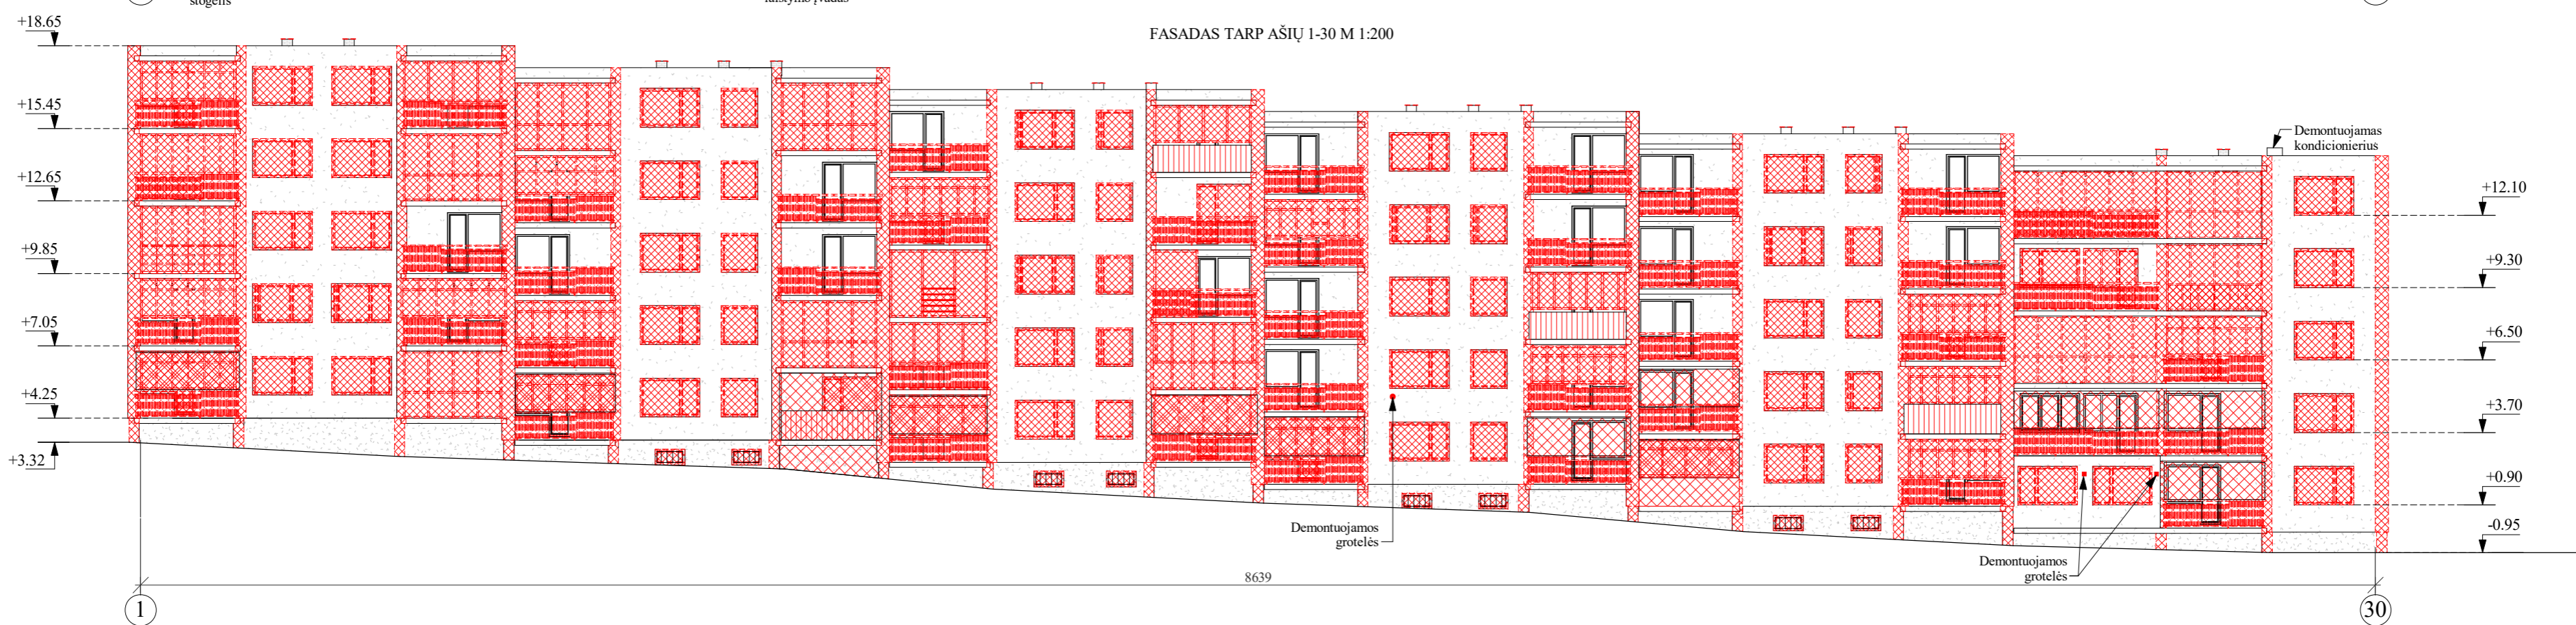 stogelis
laistymo įvadas
FASADAS TARP AŠIŲ 1-30 M 1:200
+18.65
+15.45
+12.65
+9.85
+7.05
+4.25
+3.32
Demontuojamas
kondicionierius
+12.10
+9.30
+6.50
+3.70
+0.90
-0.95
Demontuojamos
grotelės
Demontuojamos
grotelės
8639
1
30